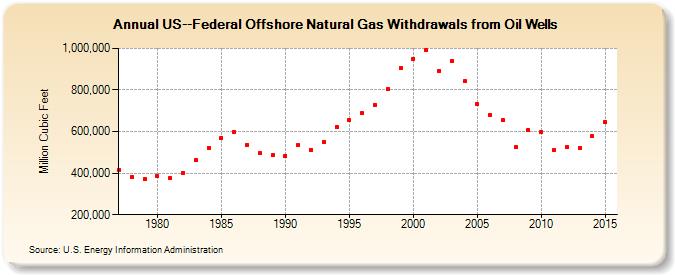 Annual US--Federal Offshore Natural Gas Withdrawals from Oil Wells
Million Cubic Feet
1,000,000
800,000
600,000
400,000
200,000
1980 1985 1990 1995 2000 2005 2010 2015
Source: U.S. Energy Information Administration